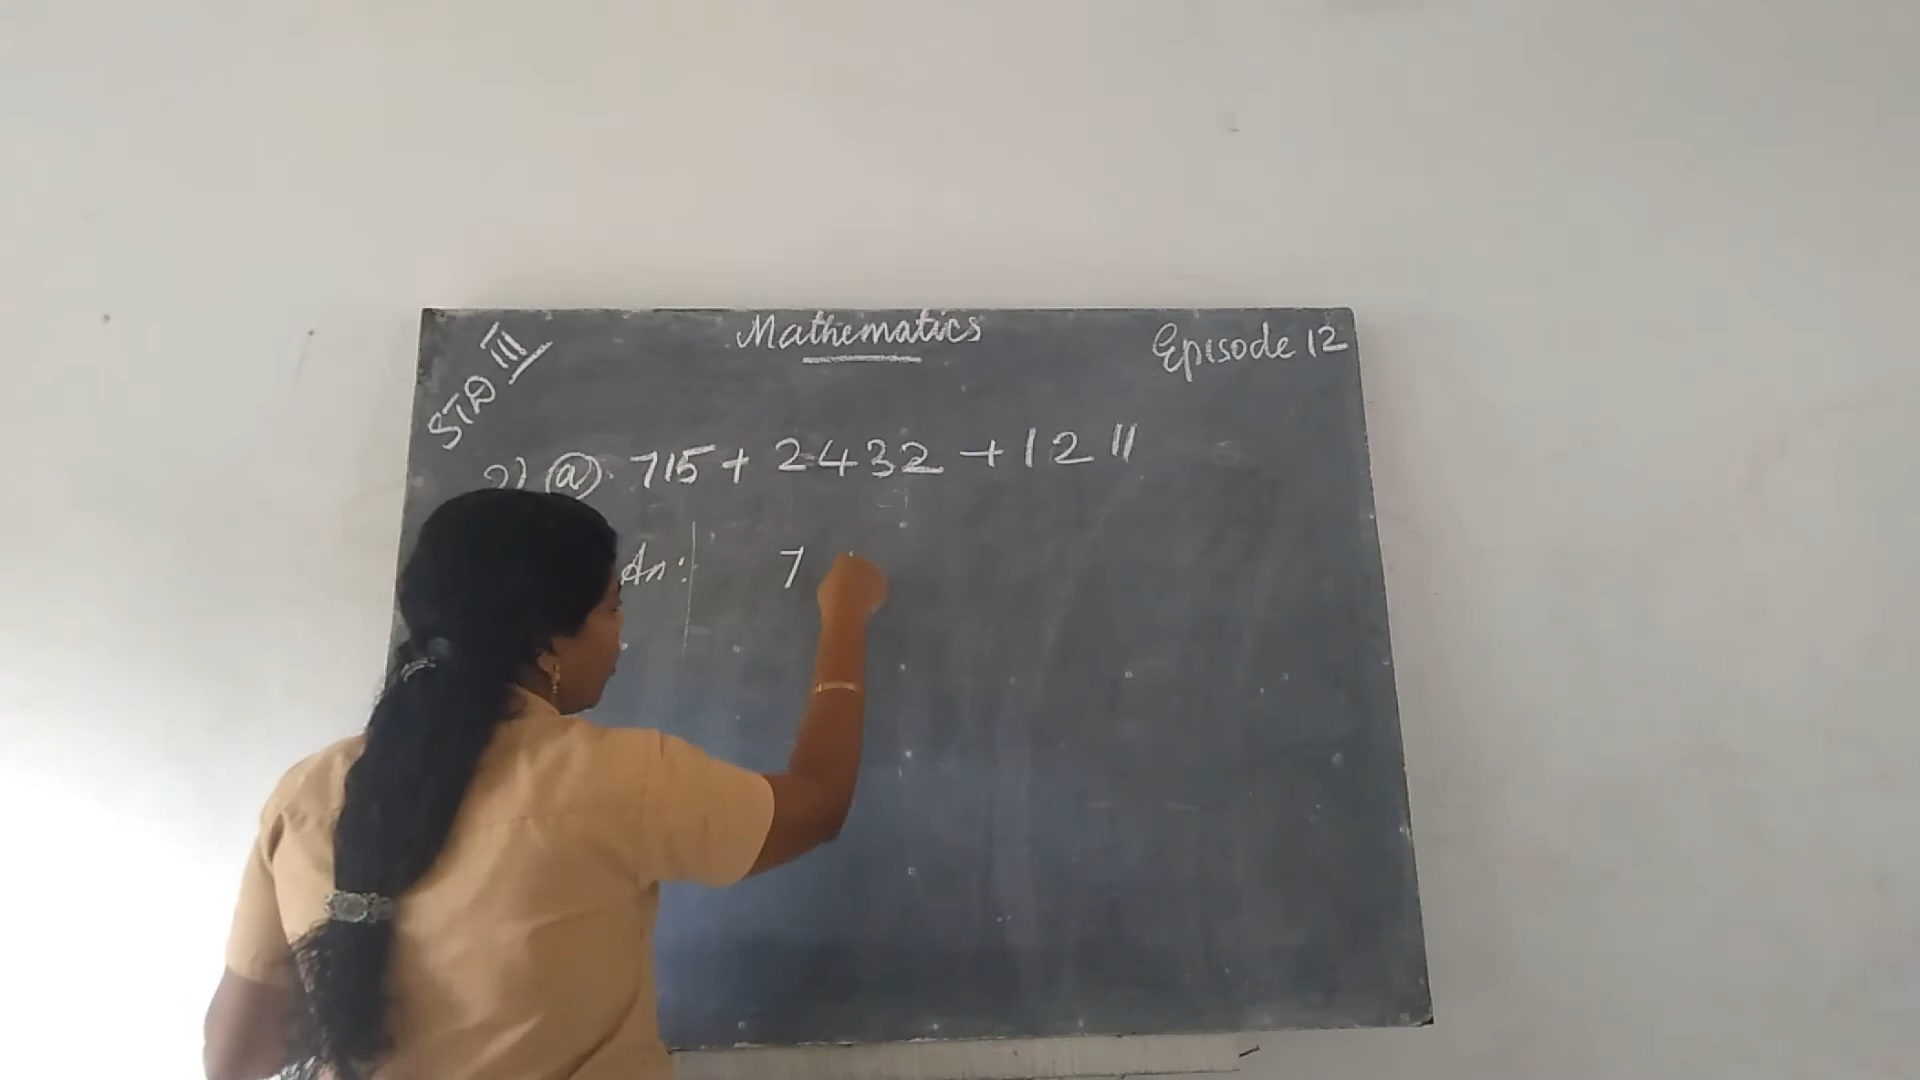 STD III
Mathematics
Episode 12
2) (a). 715 + 2432 + 1211
An: 7